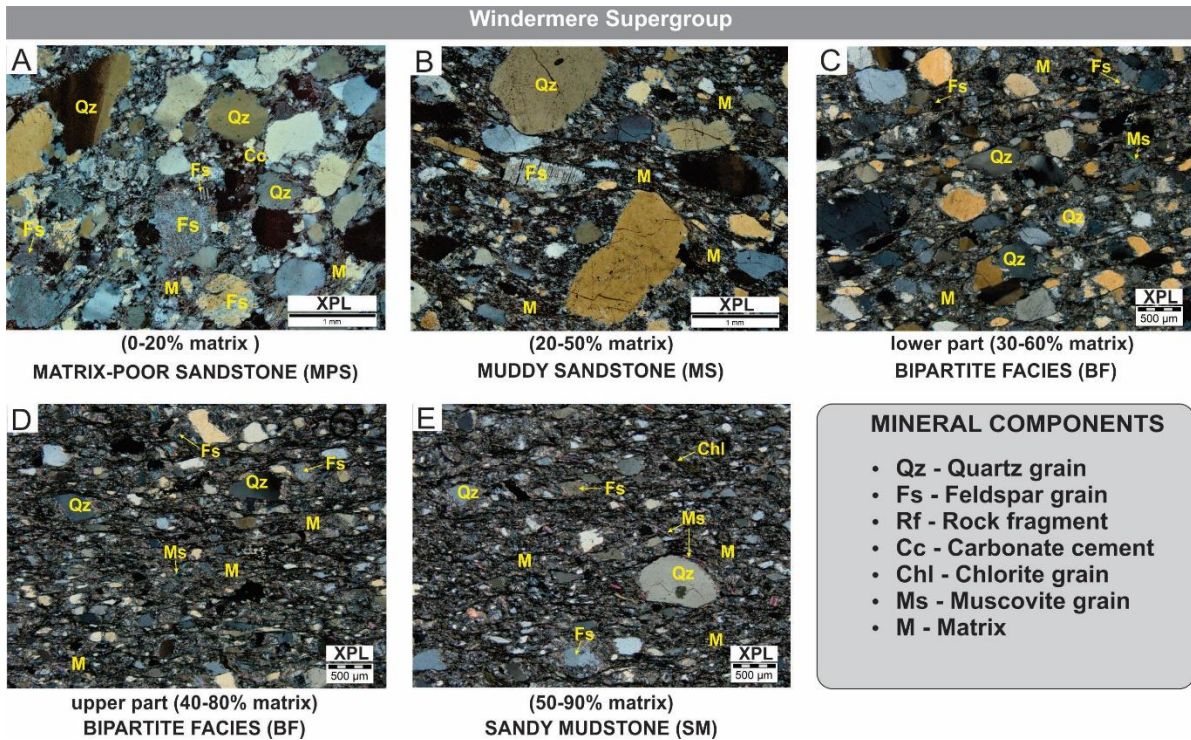 Windermere Supergroup
A
Qz
Qz
Cc
Fs
Qz
Fs
Fs
M
M
Fs
XPL
1 mm
(0-20% matrix )
MATRIX-POOR SANDSTONE (MPS)
B
Qz
M
Fs
M
M
M
XPL
1 mm
(20-50% matrix)
MUDDY SANDSTONE (MS)
C
M
Fs
Fs
Ms
Qz
Qz
Qz
M
XPL
500 µm
lower part (30-60% matrix)
BIPARTITE FACIES (BF)
D
Fs
Fs
Qz
Qz
M
Ms
M
M
XPL
500 µm
upper part (40-80% matrix)
BIPARTITE FACIES (BF)
E
Chl
Qz
Fs
Ms
M
M
Qz
Fs
M
XPL
500 µm
(50-90% matrix)
SANDY MUDSTONE (SM)
MINERAL COMPONENTS
• Qz - Quartz grain
• Fs - Feldspar grain
• Rf - Rock fragment
• Cc - Carbonate cement
• Chl - Chlorite grain
• Ms - Muscovite grain
• M - Matrix